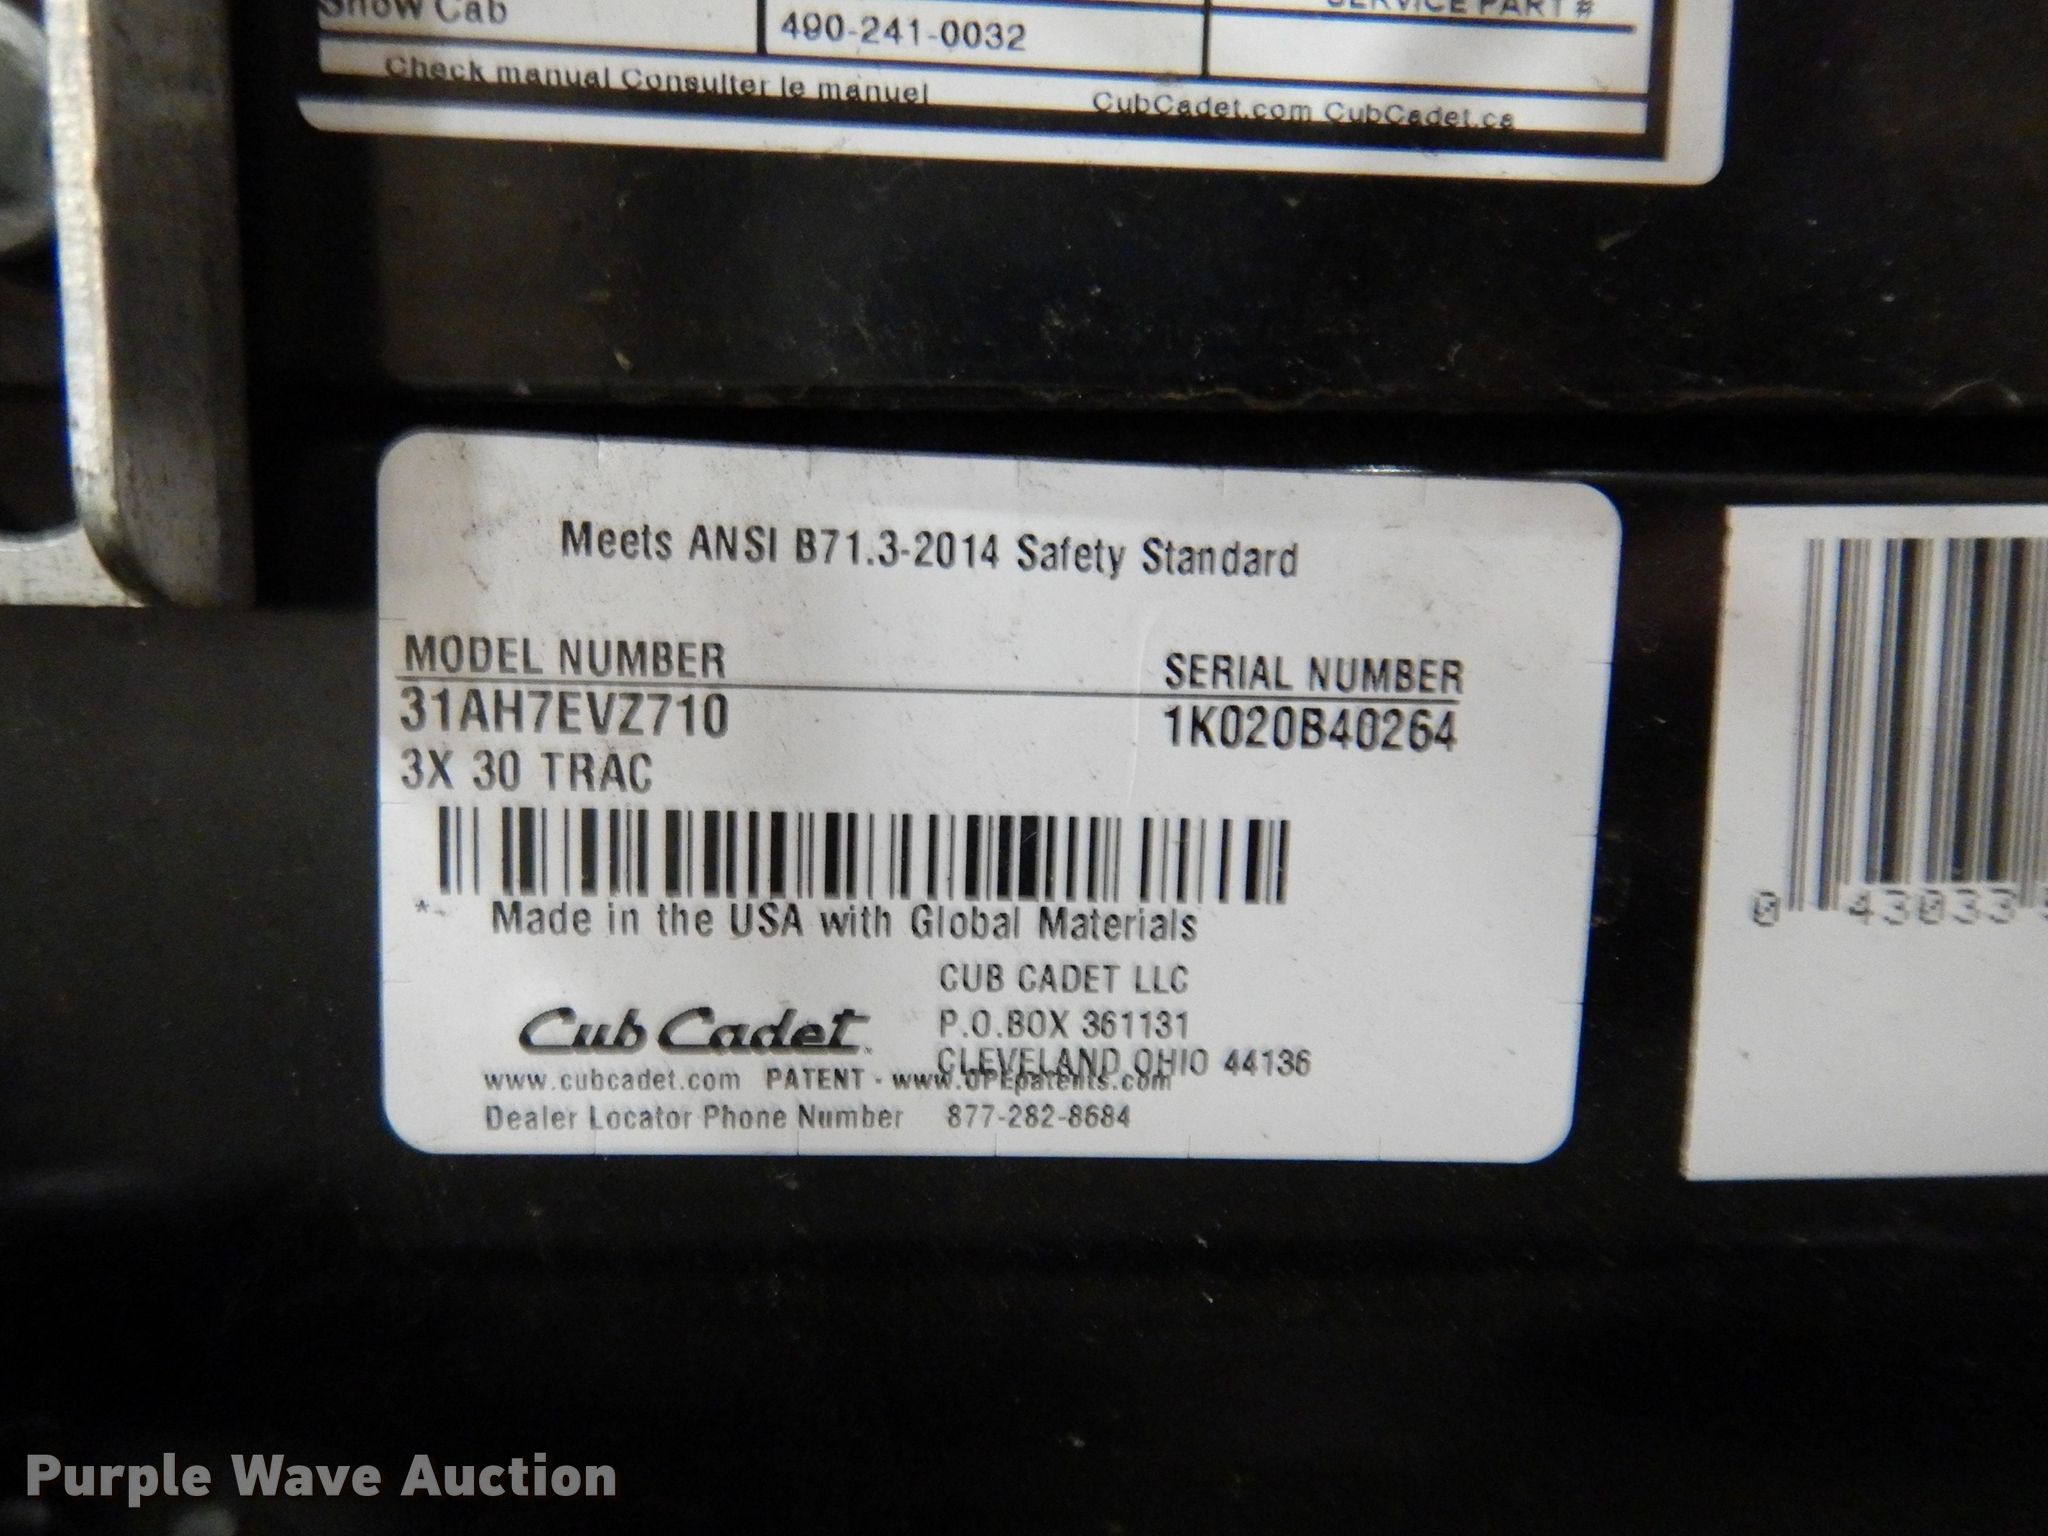 Snow Cab
490-241-0032
SERVICE PART #
Check manual Consulter le manuel
CubCadet.com CubCadet.ca
Meets ANSI B71.3-2014 Safety Standard
MODEL NUMBER
SERIAL NUMBER
31AH7EVZ710
1K020B40264
3X 30 TRAC
Made in the USA with Global Materials
CUB CADET LLC
P.O.BOX 361131
CLEVELAND OHIO 44136
Cub Cadet
www.cubcadet.com PATENT - www.OPEpatents.com
Dealer Locator Phone Number 877-282-8684
0 43033
Purple Wave Auction